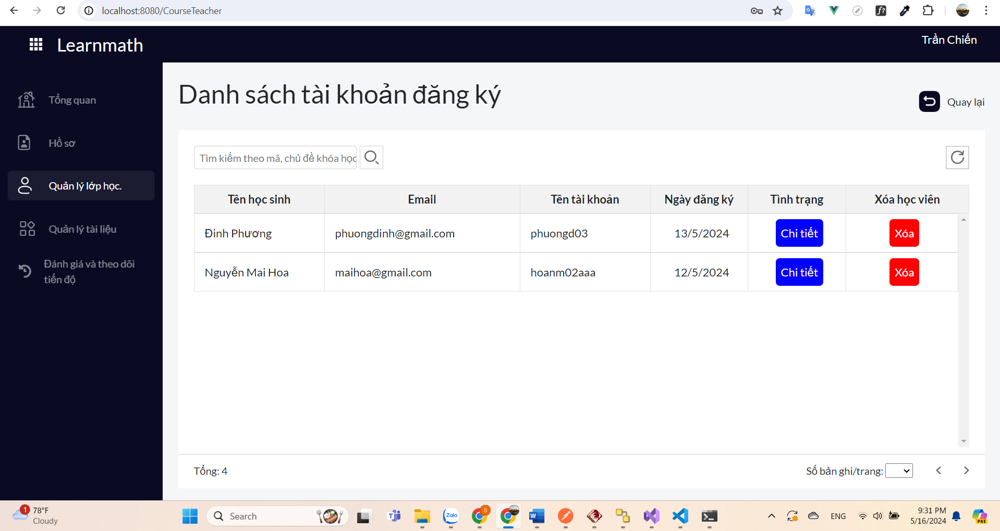 localhost:8080/CourseTeacher
Learnmath
Trần Chiến
Tổng quan
Hồ sơ
Quản lý lớp học.
Quản lý tài liệu
Đánh giá và theo dõi
tiến độ
Danh sách tài khoản đăng ký
Quay lại
Tìm kiếm theo mã, chủ đề khóa học
Tên học sinh Email Tên tài khoản Ngày đăng ký Tình trạng Xóa học viên
Đinh Phương phuongdinh@gmail.com phuongd03 13/5/2024 Chi tiết Xóa
Nguyễn Mai Hoa maihoa@gmail.com hoanm02aaa 12/5/2024 Chi tiết Xóa
Tổng: 4
Số bản ghi/trang:
1
78°F
Cloudy
Search
Zalo
S
ENG
9:31 PM
5/16/2024
PRE